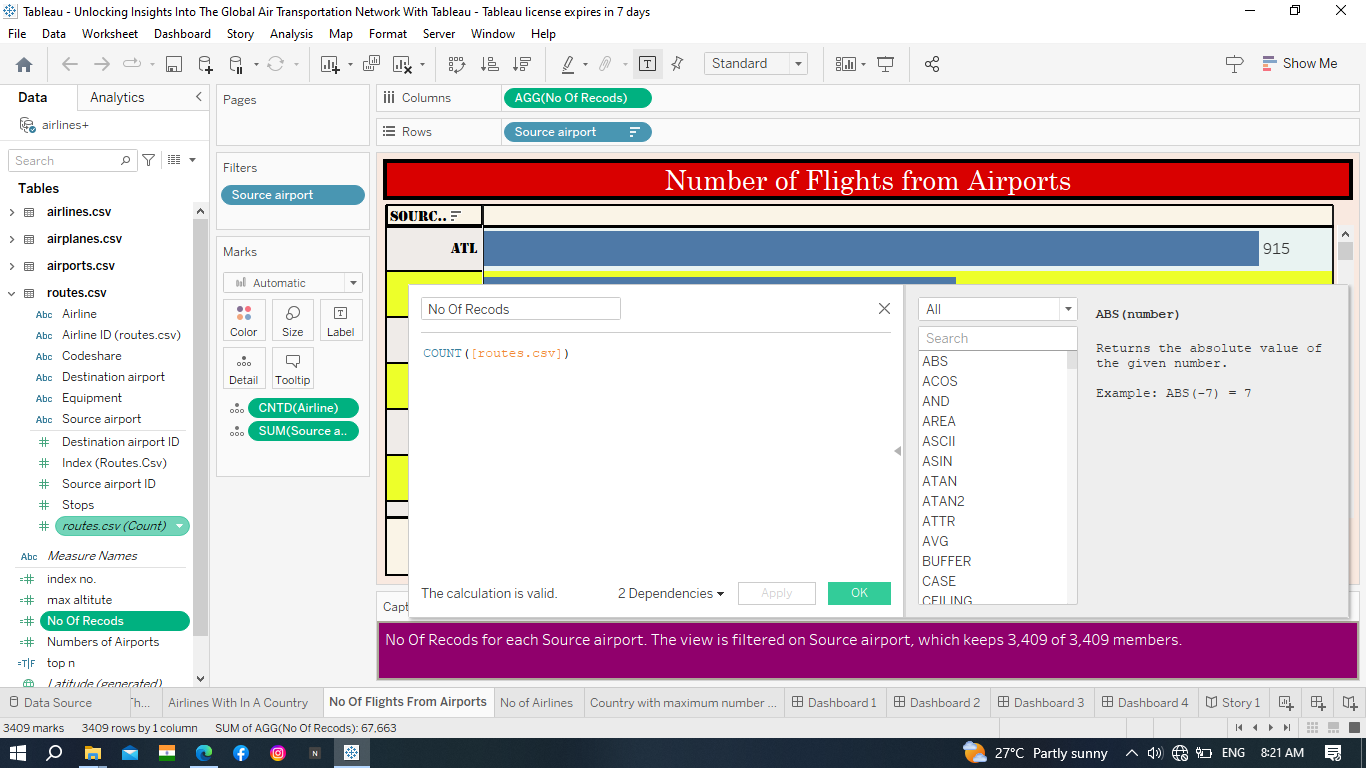 Tableau - Unlocking Insights Into The Global Air Transportation Network With Tableau - Tableau license expires in 7 days
File Data Worksheet Dashboard Story Analysis Map Format Server Window Help
Standard
Show Me
Data Analytics
airlines+
Search
Tables
airlines.csv
airplanes.csv
airports.csv
routes.csv
Abc Airline
Abc Airline ID (routes.csv)
Abc Codeshare
Abc Destination airport
Abc Equipment
Abc Source airport
# Destination airport ID
# Index (Routes.Csv)
# Source airport ID
# Stops
# routes.csv (Count)
Abc Measure Names
=# index no.
=# max altitute
=# No Of Recods
=# Numbers of Airports
=T|F top n
Latitude (generated)
Pages
Filters
Source airport
Marks
Automatic
Color Size Label
Detail Tooltip
CNTD(Airline)
SUM(Source a..
Columns AGG(No Of Recods)
Rows Source airport
Number of Flights from Airports
SOURC..
ATL 915
No Of Recods
COUNT([routes.csv])
The calculation is valid. 2 Dependencies Apply OK
All
Search
ABS
ACOS
AND
AREA
ASCII
ASIN
ATAN
ATAN2
ATTR
AVG
BUFFER
CASE
CEILING
ABS(number)
Returns the absolute value of
the given number.
Example: ABS(-7) = 7
Capt
No Of Recods for each Source airport. The view is filtered on Source airport, which keeps 3,409 of 3,409 members.
Data Source Th... Airlines With In A Country No Of Flights From Airports No of Airlines Country with maximum number ... Dashboard 1 Dashboard 2 Dashboard 3 Dashboard 4 Story 1
3409 marks 3409 rows by 1 column SUM of AGG(No Of Recods): 67,663
27°C Partly sunny ENG 8:21 AM